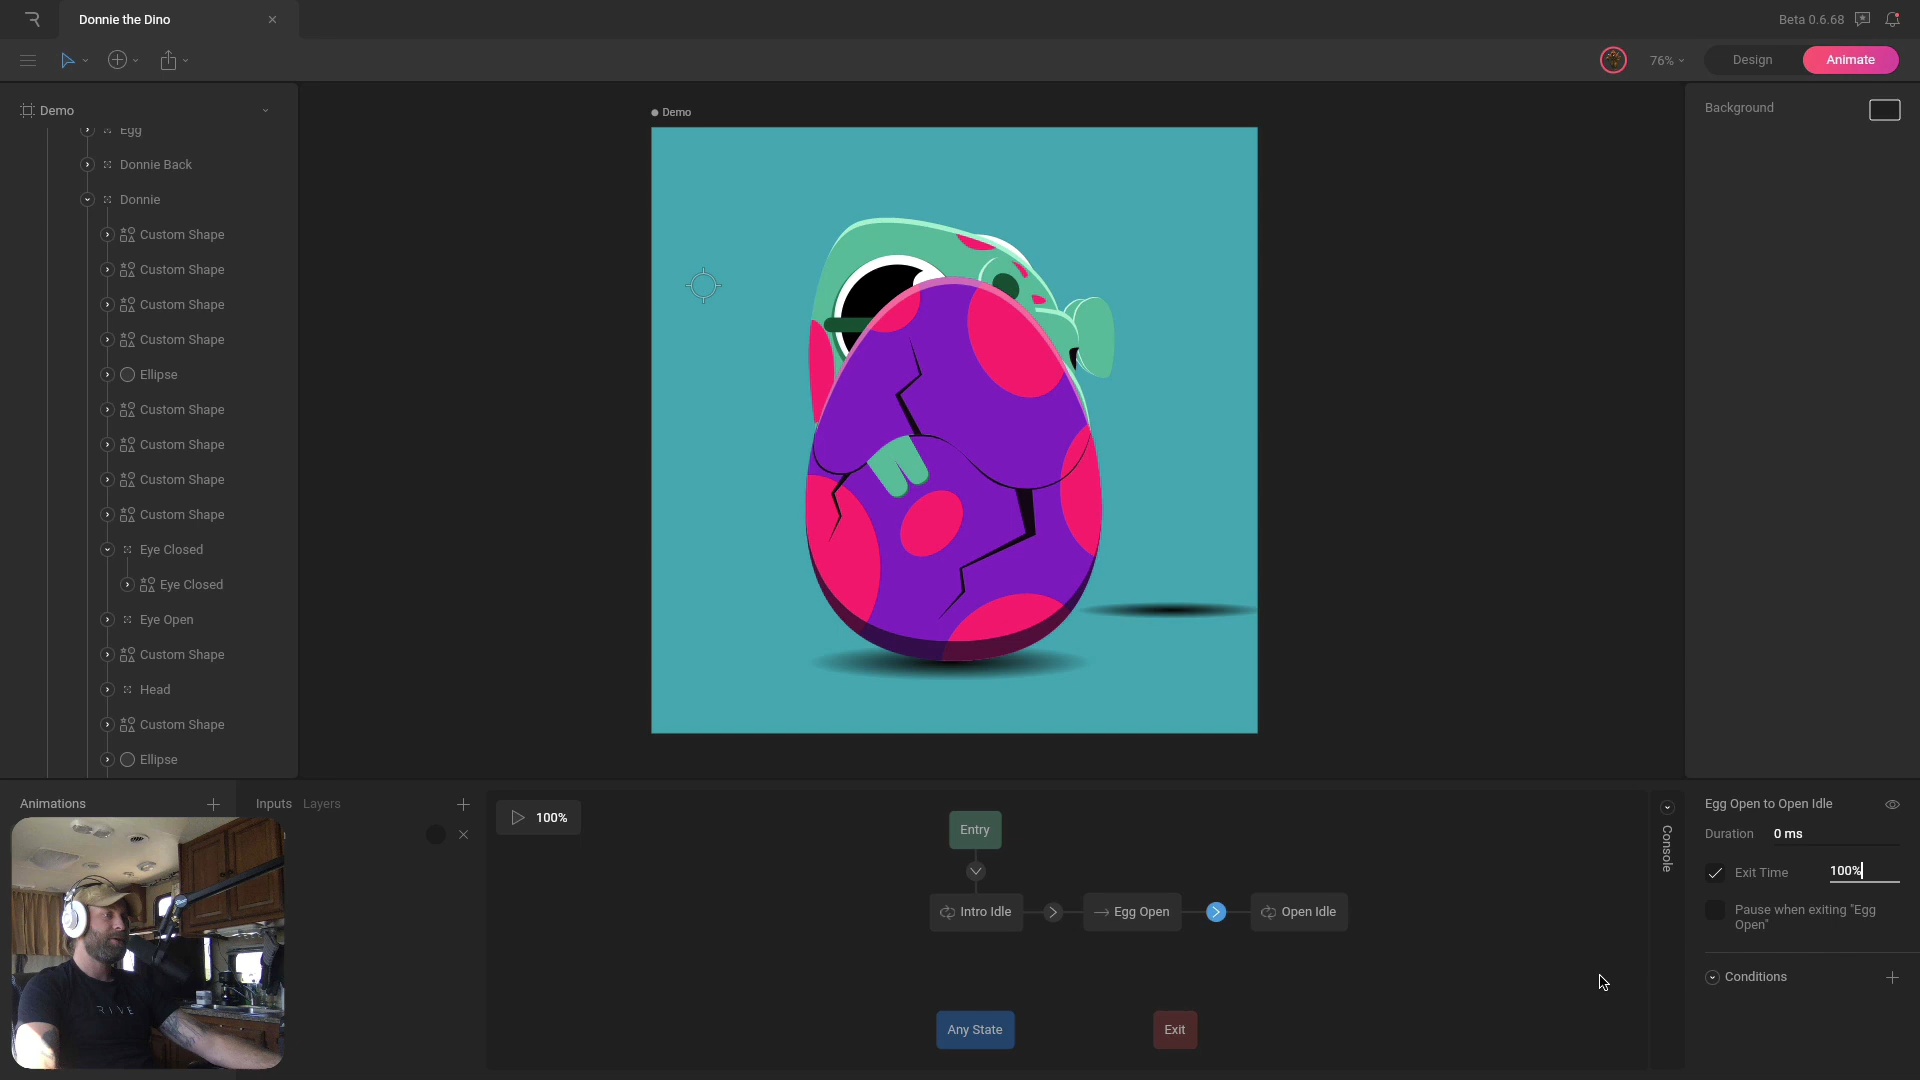 Donnie the Dino
Beta 0.6.68
76%
Design
Animate
Demo
Egg
Donnie Back
Donnie
Custom Shape
Custom Shape
Custom Shape
Custom Shape
Ellipse
Custom Shape
Custom Shape
Custom Shape
Custom Shape
Eye Closed
Eye Closed
Eye Open
Custom Shape
Head
Custom Shape
Ellipse
Demo
Background
Animations
Inputs
Layers
100%
Entry
Intro Idle
Egg Open
Open Idle
Any State
Exit
Console
Egg Open to Open Idle
Duration
0 ms
Exit Time
100%
Pause when exiting "Egg
Open"
Conditions
RIVE